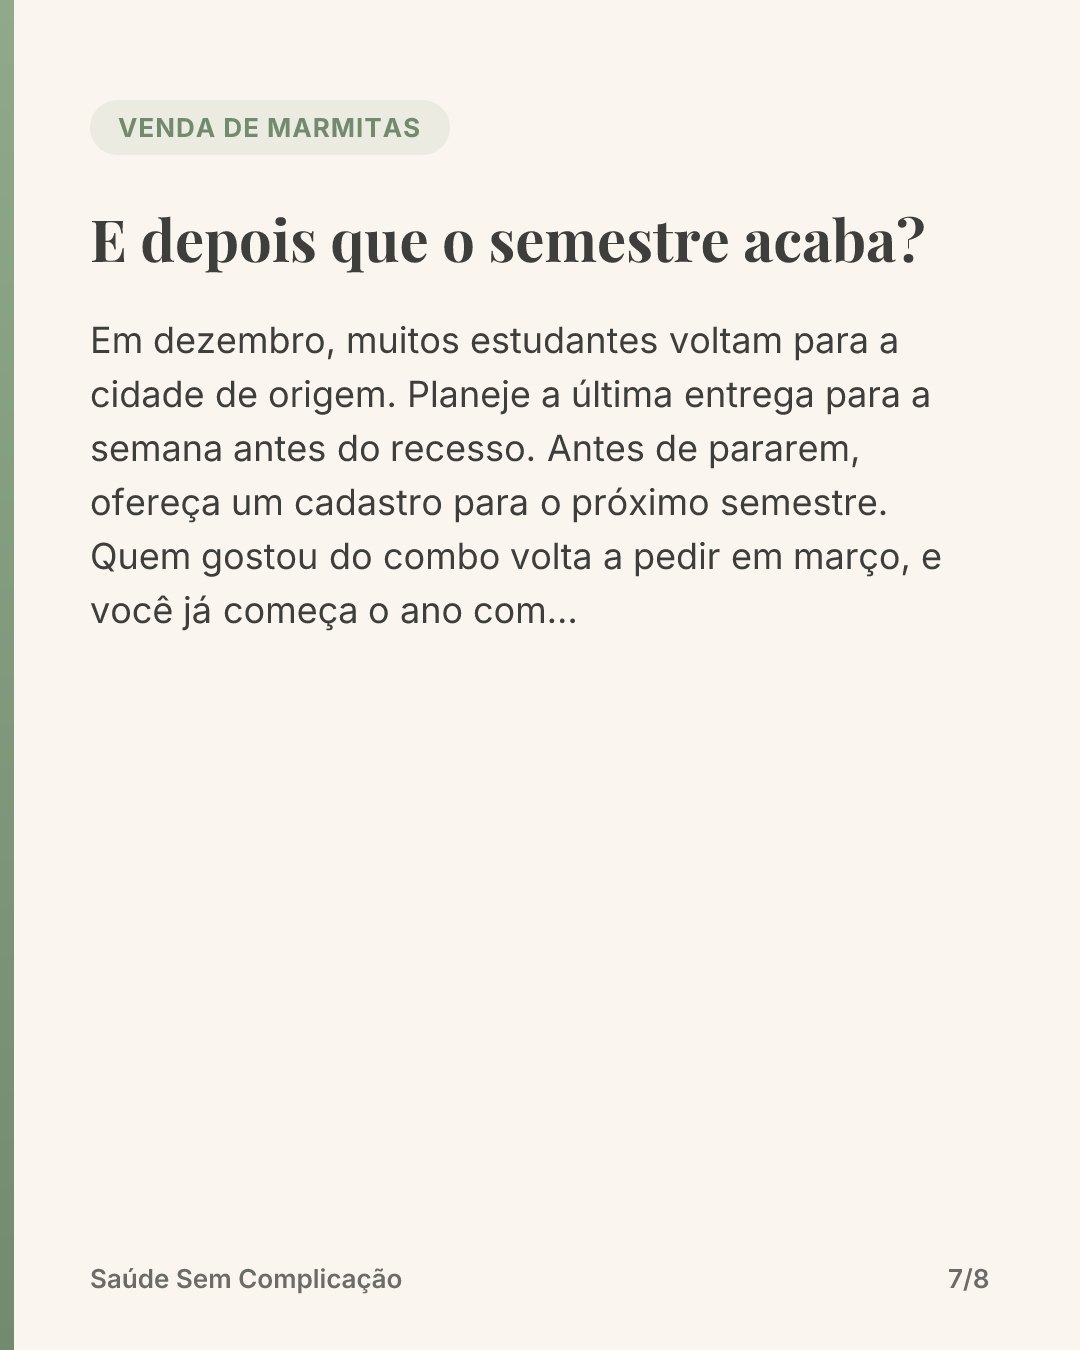 VENDA DE MARMITAS
E depois que o semestre acaba?
Em dezembro, muitos estudantes voltam para a
cidade de origem. Planeje a última entrega para a
semana antes do recesso. Antes de pararem,
ofereça um cadastro para o próximo semestre.
Quem gostou do combo volta a pedir em março, e
você já começa o ano com...
Saúde Sem Complicação
7/8